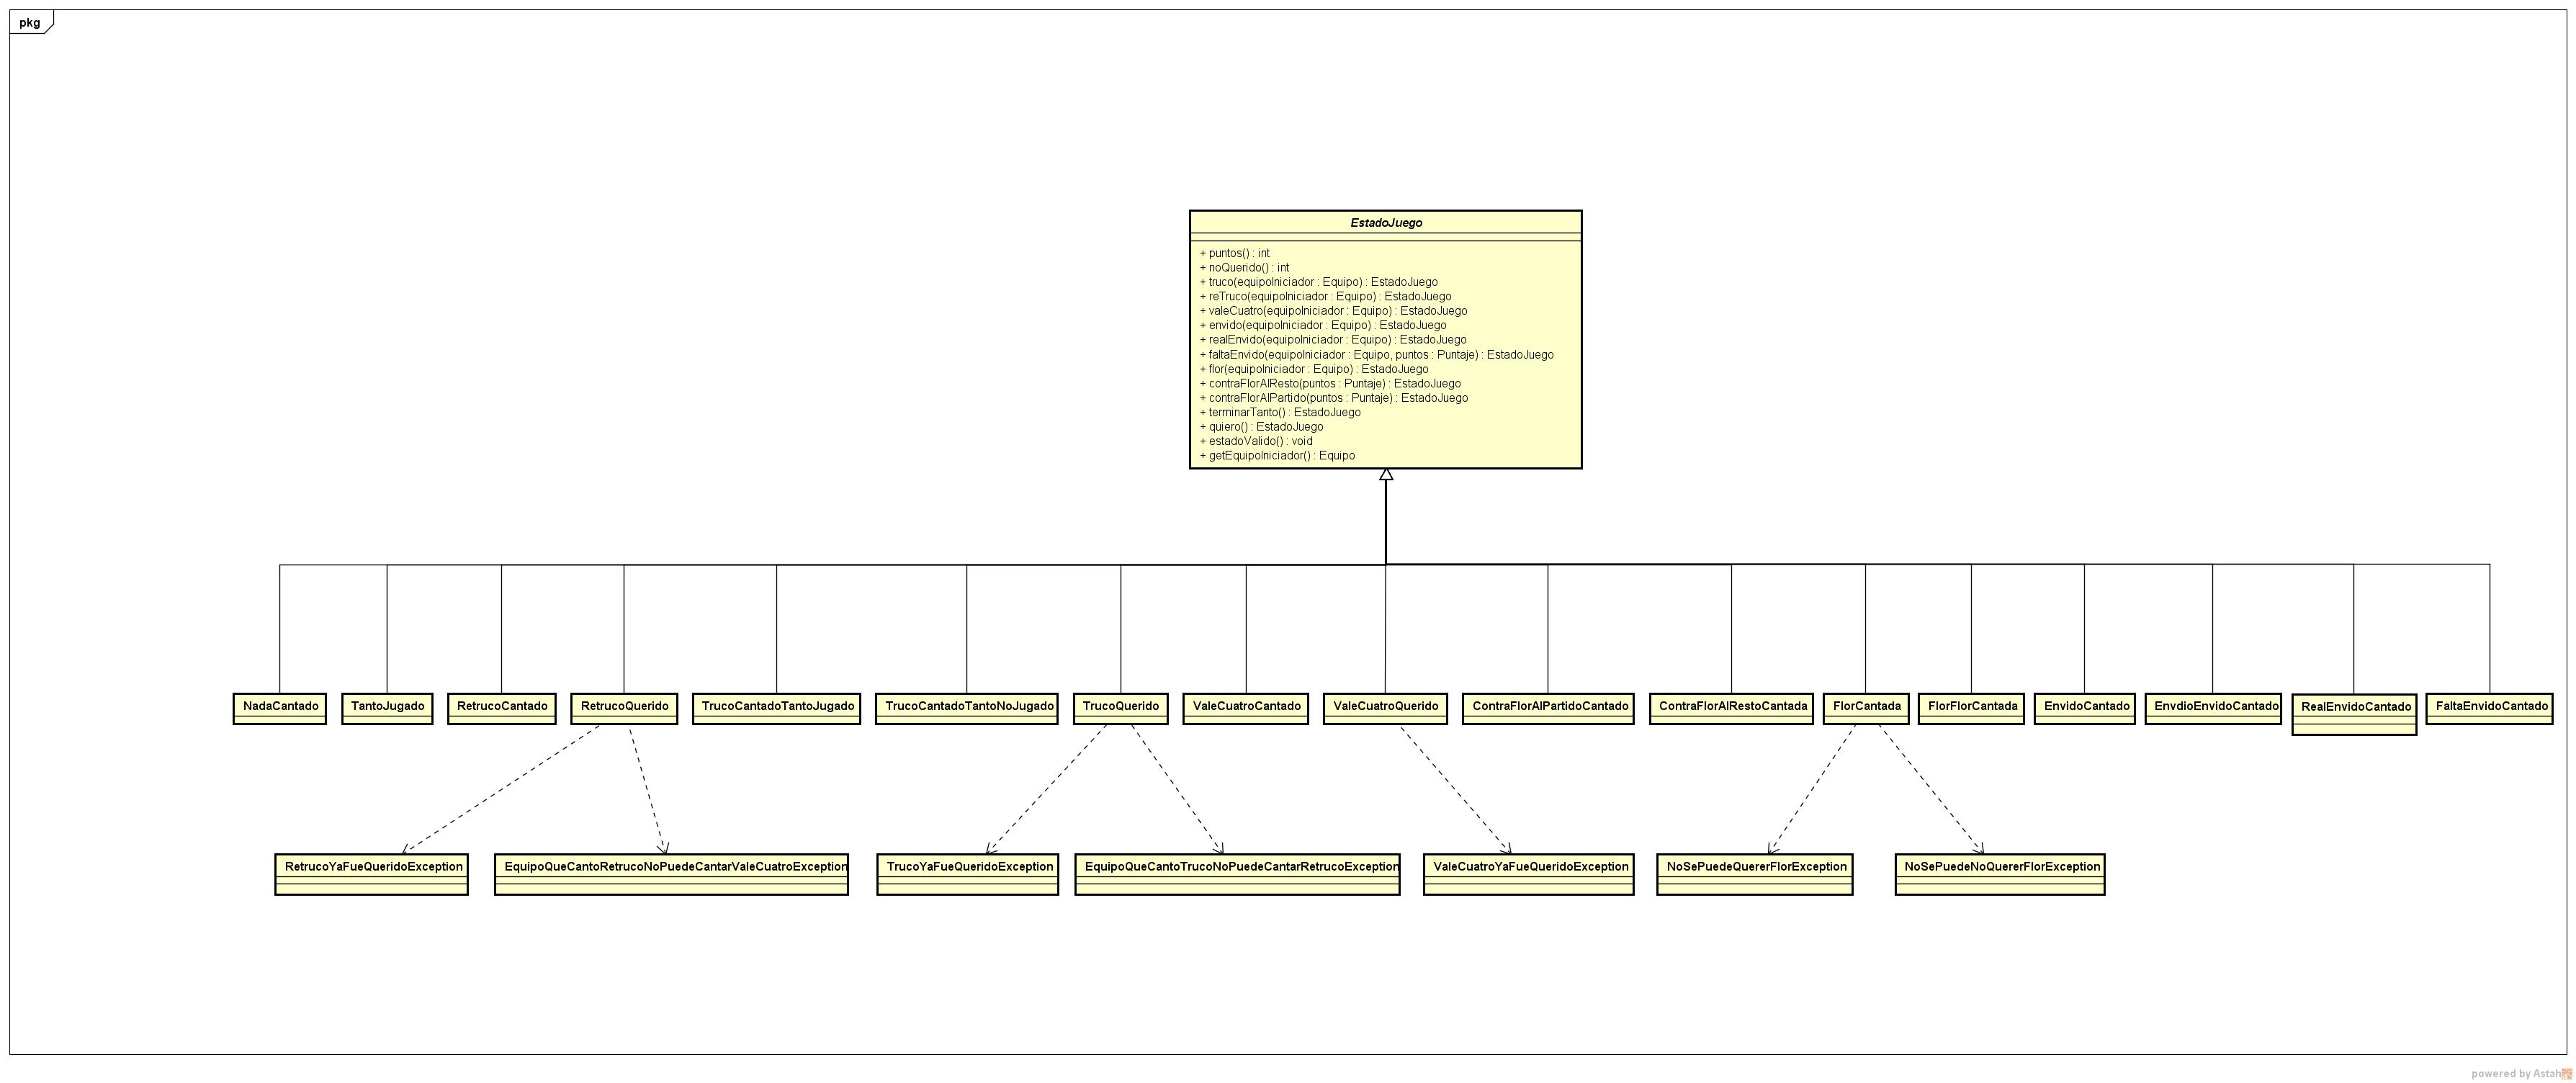 pkg
EstadoJuego
+ puntos() : int
+ noQuerido() : int
+ truco(equipoIniciador : Equipo) : EstadoJuego
+ reTruco(equipoIniciador : Equipo) : EstadoJuego
+ valeCuatro(equipoIniciador : Equipo) : EstadoJuego
+ envido(equipoIniciador : Equipo) : EstadoJuego
+ realEnvido(equipoIniciador : Equipo) : EstadoJuego
+ faltaEnvido(equipoIniciador : Equipo, puntos : Puntaje) : EstadoJuego
+ flor(equipoIniciador : Equipo) : EstadoJuego
+ contraFlorAlResto(puntos : Puntaje) : EstadoJuego
+ contraFlorAlPartido(puntos : Puntaje) : EstadoJuego
+ terminarTanto() : EstadoJuego
+ quiero() : EstadoJuego
+ estadoValido() : void
+ getEquipoIniciador() : Equipo
NadaCantado
TantoJugado
RetrucoCantado
RetrucoQuerido
TrucoCantadoTantoJugado
TrucoCantadoTantoNoJugado
TrucoQuerido
ValeCuatroCantado
ValeCuatroQuerido
ContraFlorAlPartidoCantado
ContraFlorAlRestoCantada
FlorCantada
FlorFlorCantada
EnvidoCantado
EnvdioEnvidoCantado
RealEnvidoCantado
FaltaEnvidoCantado
RetrucoYaFueQueridoException
EquipoQueCantoRetrucoNoPuedeCantarValeCuatroException
TrucoYaFueQueridoException
EquipoQueCantoTrucoNoPuedeCantarRetrucoException
ValeCuatroYaFueQueridoException
NoSePuedeQuererFlorException
NoSePuedeNoQuererFlorException
powered by Astah